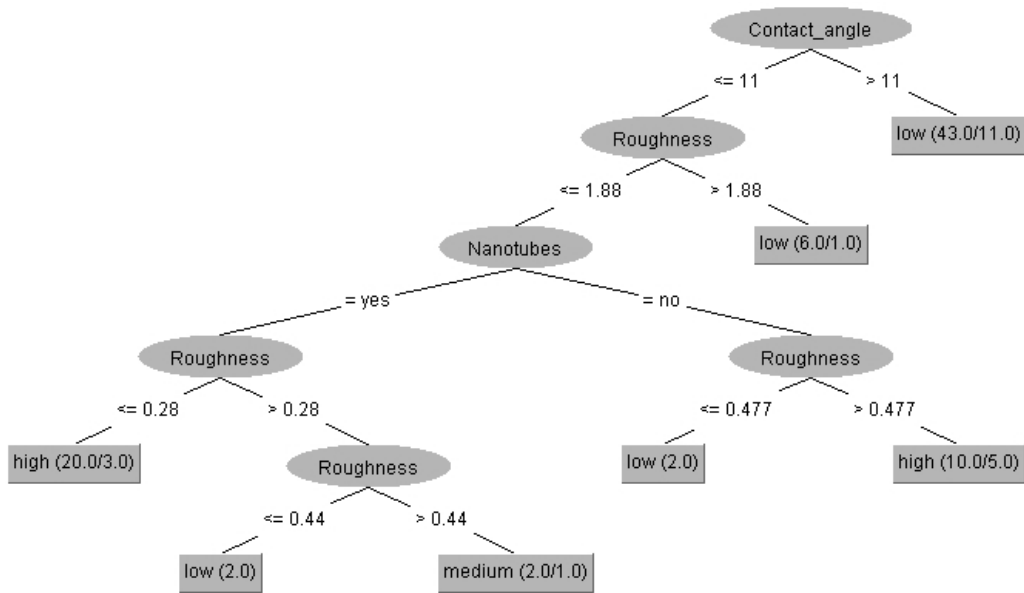 Contact_angle
<= 11
> 11
Roughness
low (43.0/11.0)
<= 1.88
> 1.88
Nanotubes
low (6.0/1.0)
= yes
= no
Roughness
Roughness
<= 0.28
> 0.28
<= 0.477
> 0.477
high (20.0/3.0)
Roughness
low (2.0)
high (10.0/5.0)
<= 0.44
> 0.44
low (2.0)
medium (2.0/1.0)